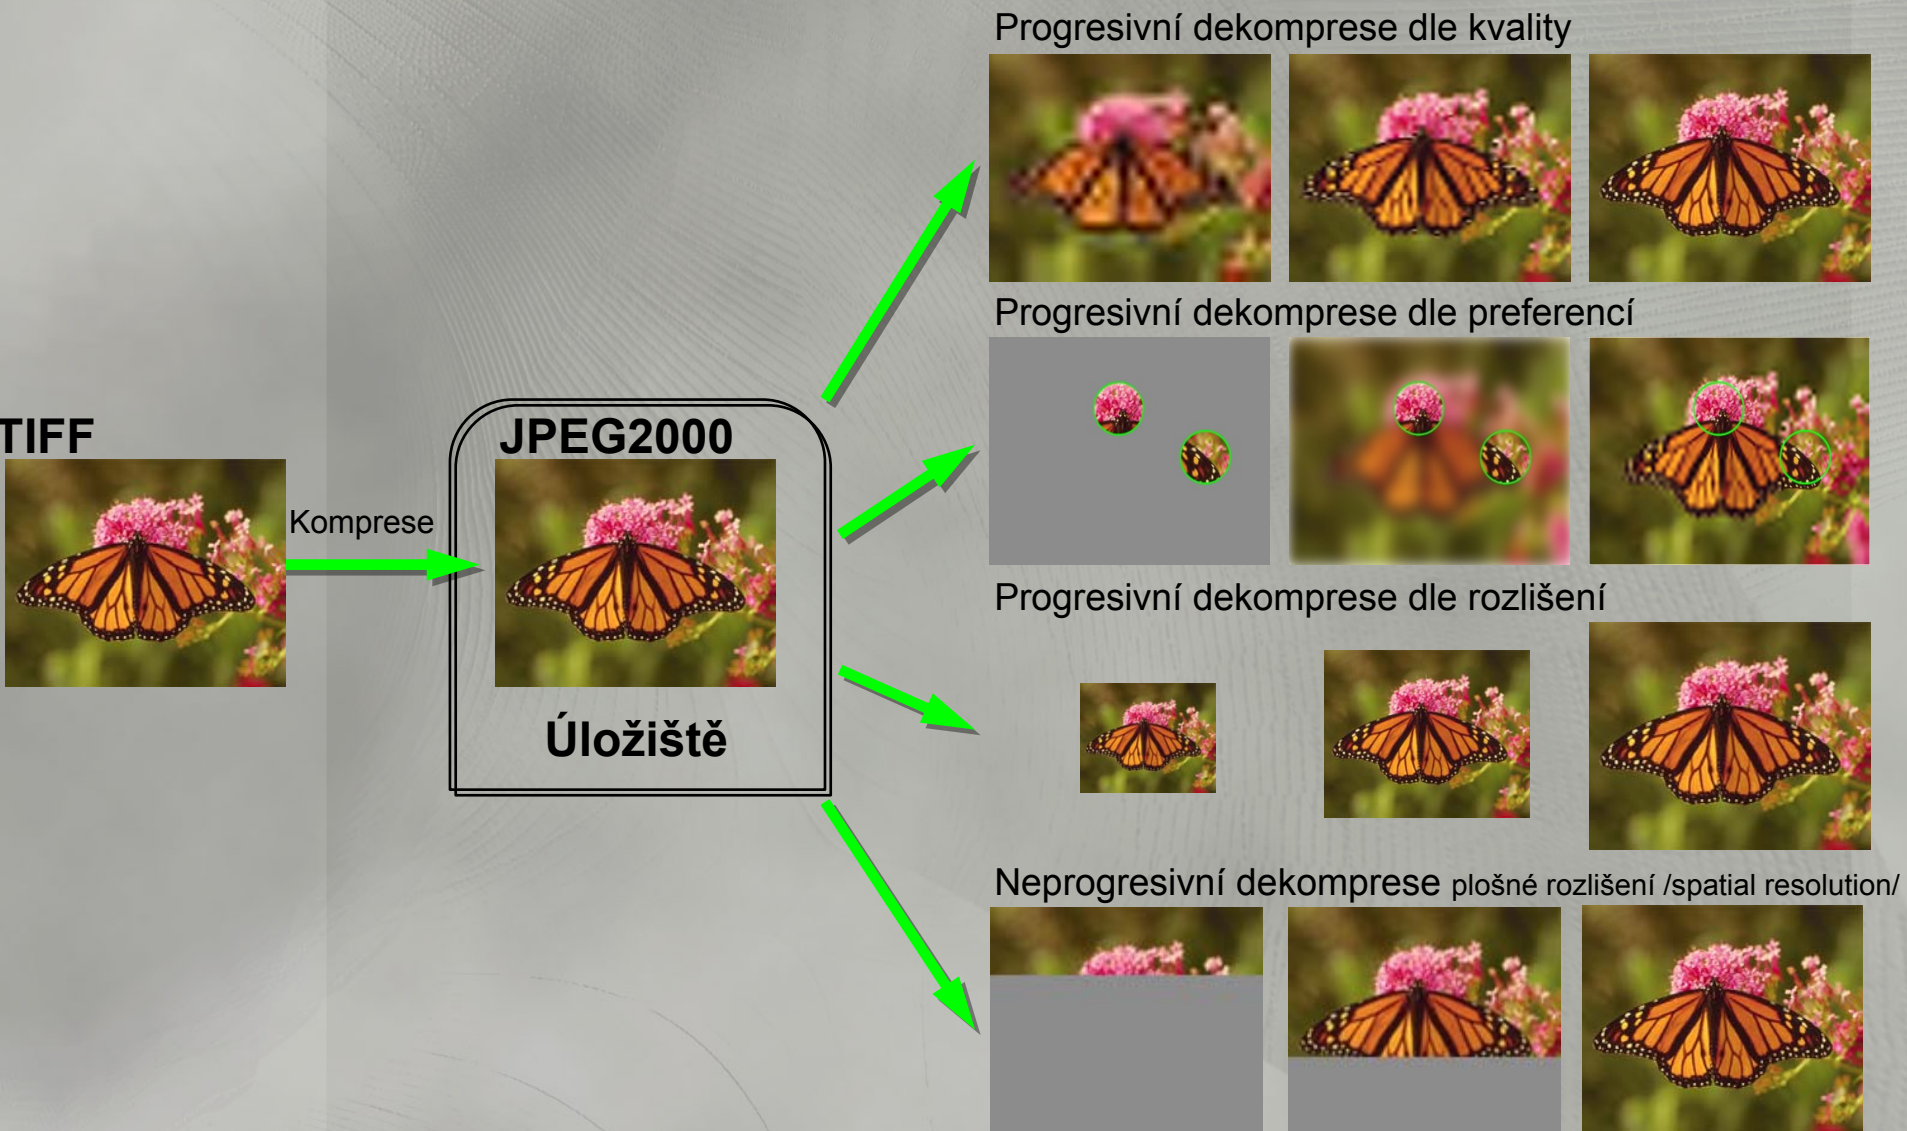 Progresivní dekomprese dle kvality
Progresivní dekomprese dle preferencí
TIFF
JPEG2000
Komprese
Progresivní dekomprese dle rozlišení
Úložiště
Neprogresivní dekomprese plošné rozlišení /spatial resolution/